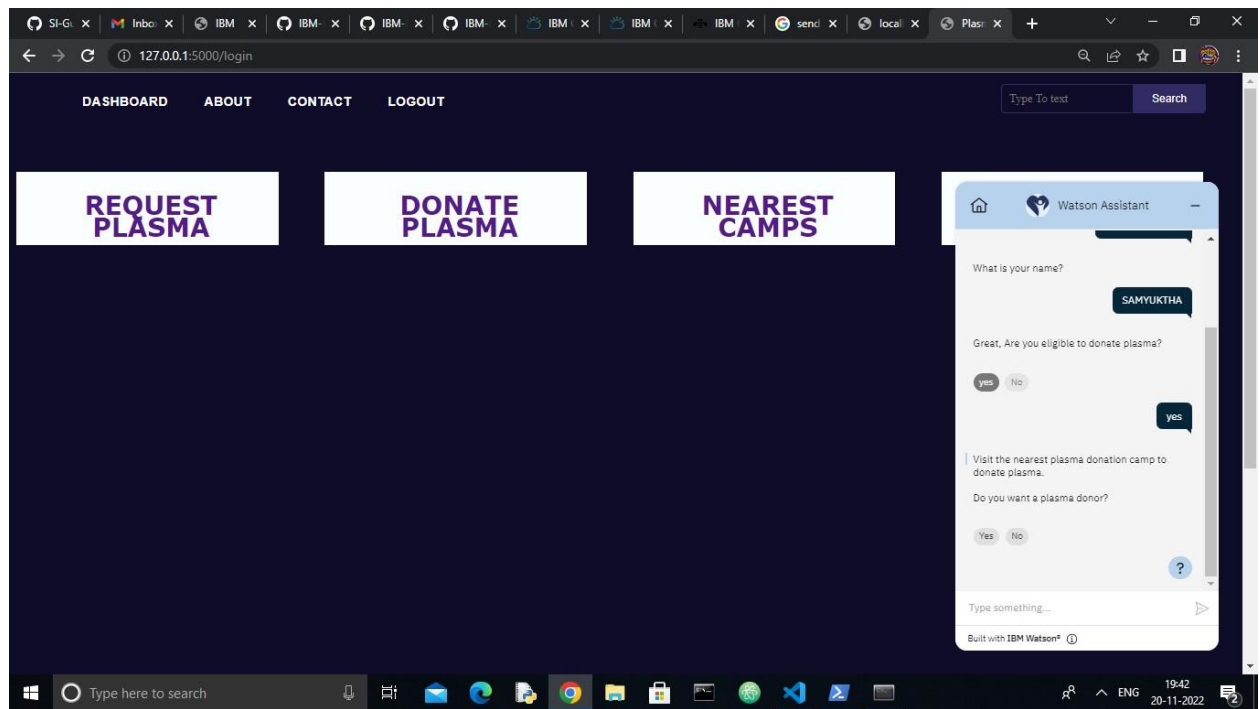 SI-Gu
Inbo
IBM
IBM-
IBM-
IBM-
IBM
IBM
IBM
send
local
Plasm
127.0.0.1:5000/login
DASHBOARD ABOUT CONTACT LOGOUT
Type To text
Search
REQUEST
PLASMA
DONATE
PLASMA
NEAREST
CAMPS
Watson Assistant
What is your name?
SAMYUKTHA
Great, Are you eligible to donate plasma?
yes No
yes
Visit the nearest plasma donation camp to
donate plasma.
Do you want a plasma donor?
Yes No
?
Type something...
Built with IBM Watson®
Type here to search
ENG
19:42
20-11-2022
2